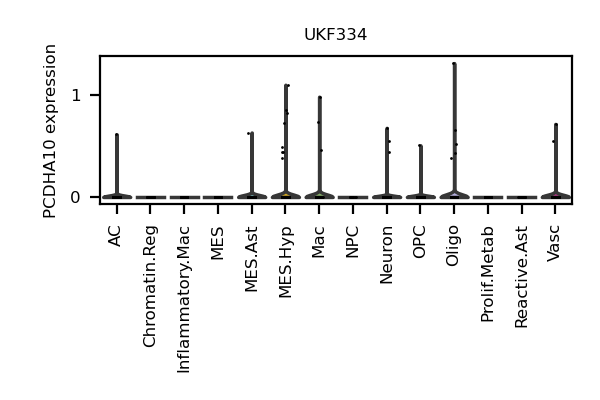 UKF334
PCDHA10 expression
1
0
AC
Chromatin.Reg
Inflammatory.Mac
MES
MES.Ast
MES.Hyp
Mac
NPC
Neuron
OPC
Oligo
Prolif.Metab
Reactive.Ast
Vasc